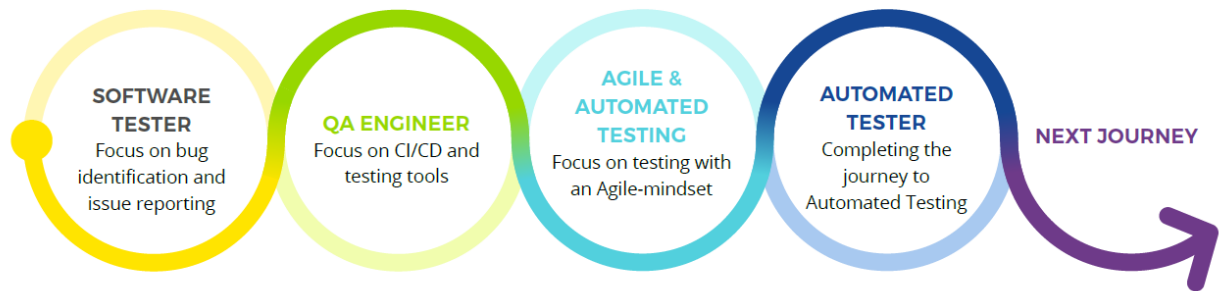 SOFTWARE
TESTER
Focus on bug
identification and
issue reporting
QA ENGINEER
Focus on CI/CD and
testing tools
AGILE &
AUTOMATED
TESTING
Focus on testing with
an Agile-mindset
AUTOMATED
TESTER
Completing the
journey to
Automated Testing
NEXT JOURNEY